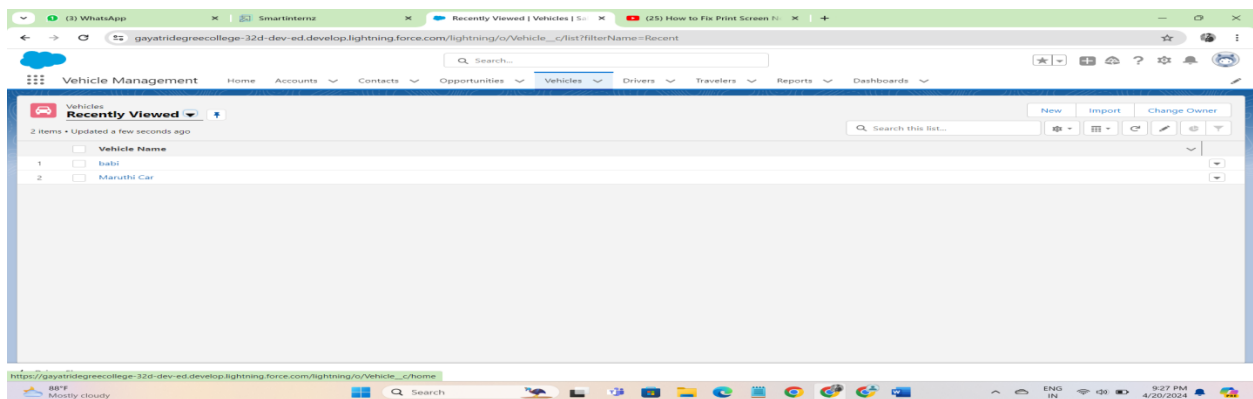 (3) WhatsApp
SmartInternz
Recently Viewed | Vehicles | Sa
(25) How to Fix Print Screen N
gayatridegreecollege-32d-dev-ed.develop.lightning.force.com/lightning/o/Vehicle__c/list?filterName=Recent
Search...
Vehicle Management Home Accounts Contacts Opportunities Vehicles Drivers Travelers Reports Dashboards
Vehicles
Recently Viewed
New Import Change Owner
2 items • Updated a few seconds ago
Search this list...
Vehicle Name
1 babi
2 Maruthi Car
https://gayatridegreecollege-32d-dev-ed.develop.lightning.force.com/lightning/o/Vehicle__c/home
88°F
Mostly cloudy
Search
ENG
IN
9:27 PM
4/20/2024